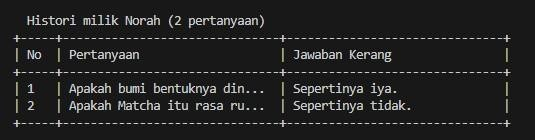 Histori milik Norah (2 pertanyaan)
No | Pertanyaan | Jawaban Kerang
1 | Apakah bumi bentuknya din... | Sepertinya iya.
2 | Apakah Matcha itu rasa ru... | Sepertinya tidak.